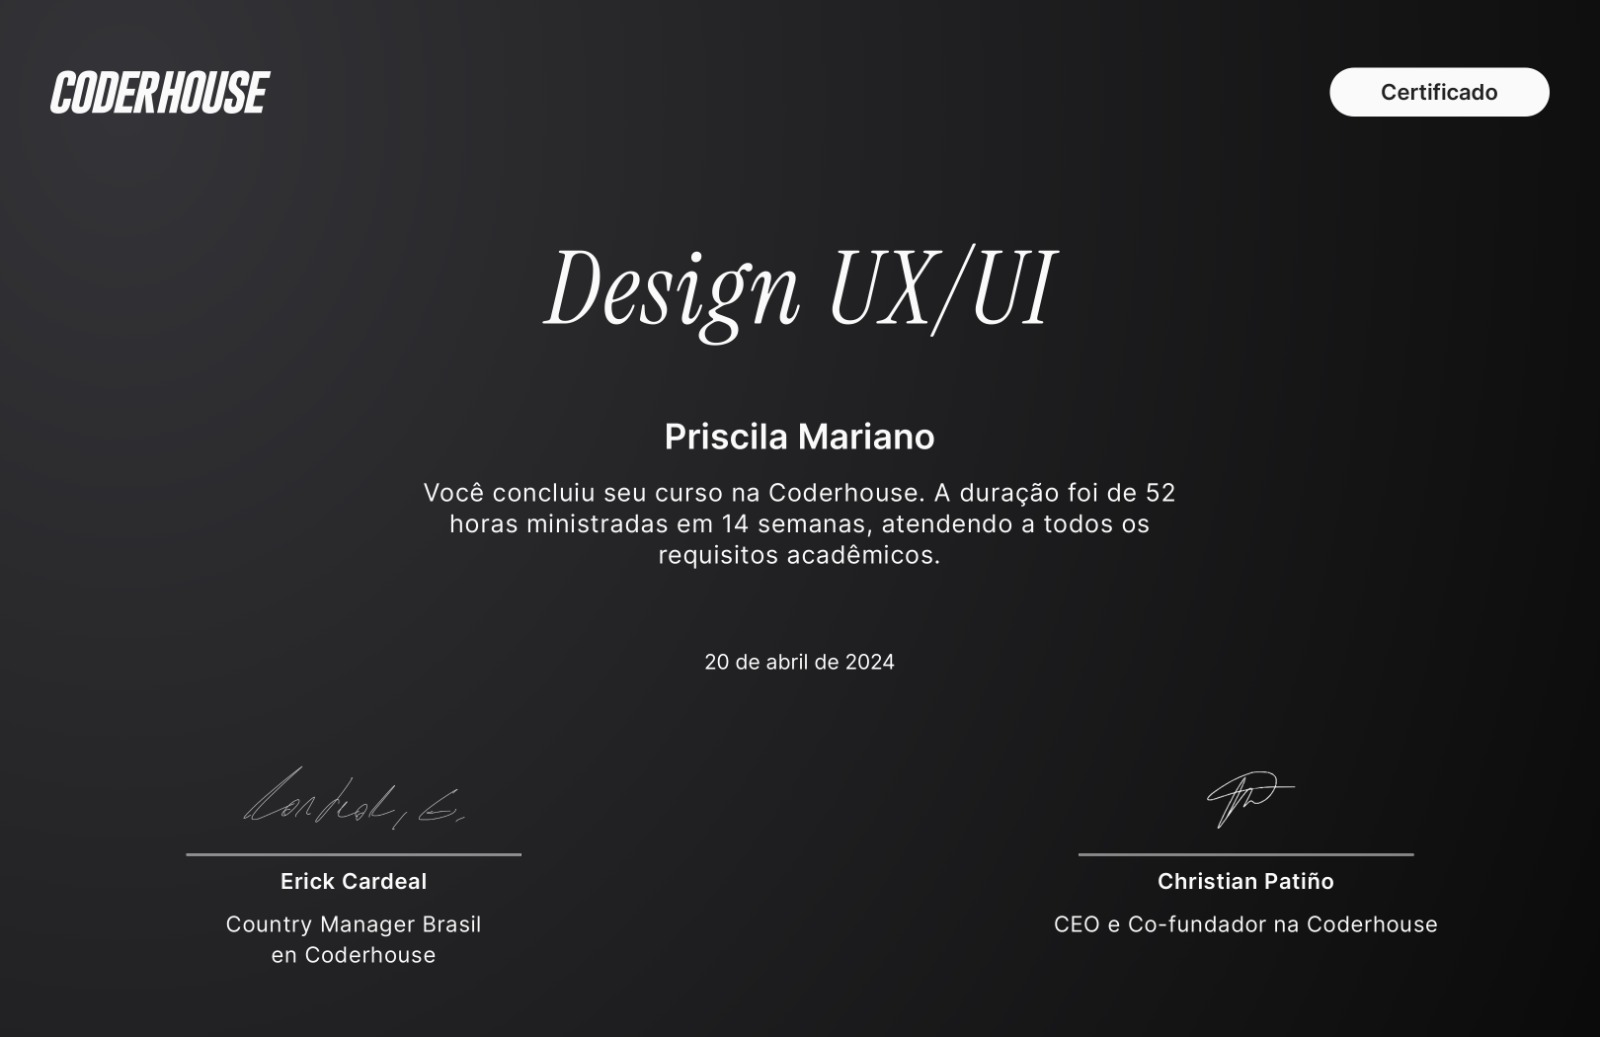 CODERHOUSE
Certificado
Design UX/UI
Priscila Mariano
Você concluiu seu curso na Coderhouse. A duração foi de 52
horas ministradas em 14 semanas, atendendo a todos os
requisitos acadêmicos.
20 de abril de 2024
Cardeal, E.
Erick Cardeal
Country Manager Brasil
en Coderhouse
Christian Patiño
CEO e Co-fundador na Coderhouse